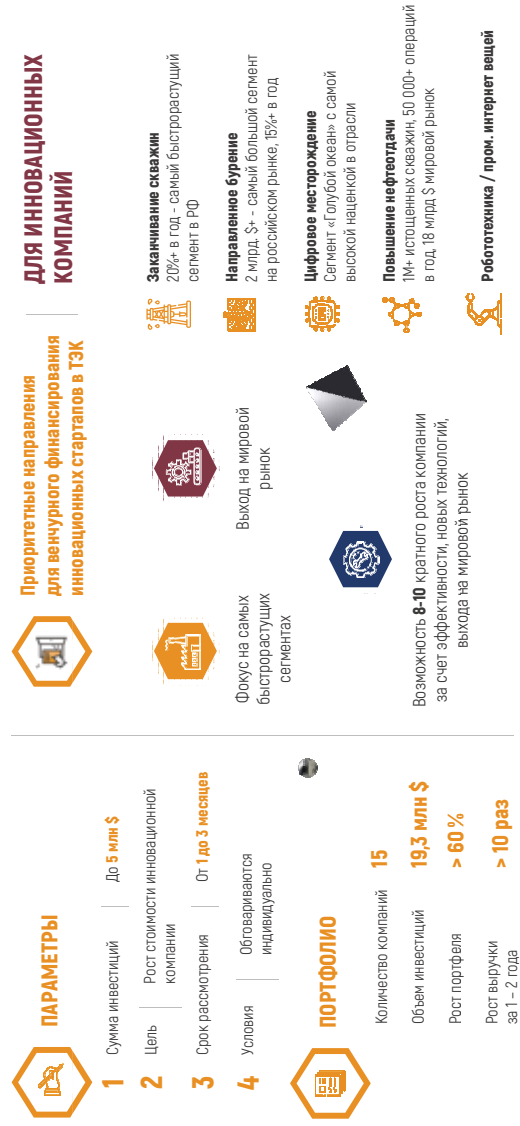 ПАРАМЕТРЫ
1 Сумма инвестиций До 5 млн $
2 Цель Рост стоимости инновационной
компании
3 Срок рассмотрения От 1 до 3 месяцев
4 Условия Обговариваются
индивидуально
ПОРТФОЛИО
Количество компаний 15
Объем инвестиций 19,3 млн $
Рост портфеля > 60 %
Рост выручки
за 1 – 2 года > 10 раз
Приоритетные направления
для венчурного финансирования
инновационных стартапов в ТЭК
ДЛЯ ИННОВАЦИОННЫХ
КОМПАНИЙ
Фокус на самых
быстрорастущих
сегментах
Выход на мировой
рынок
Возможность 8-10 кратного роста компании
за счет эффективности, новых технологий,
выхода на мировой рынок
Заканчивание скважин
20%+ в год - самый быстрорастущий
сегмент в РФ
Направленное бурение
2 млрд. $+ - самый большой сегмент
на российском рынке, 15%+ в год
Цифровое месторождение
Сегмент «Голубой океан» с самой
высокой наценкой в отрасли
Повышение нефтеотдачи
1М+ истощенных скважин, 50 000+ операций
в год, 18 млрд $ мировой рынок
Робототехника / пром. интернет вещей